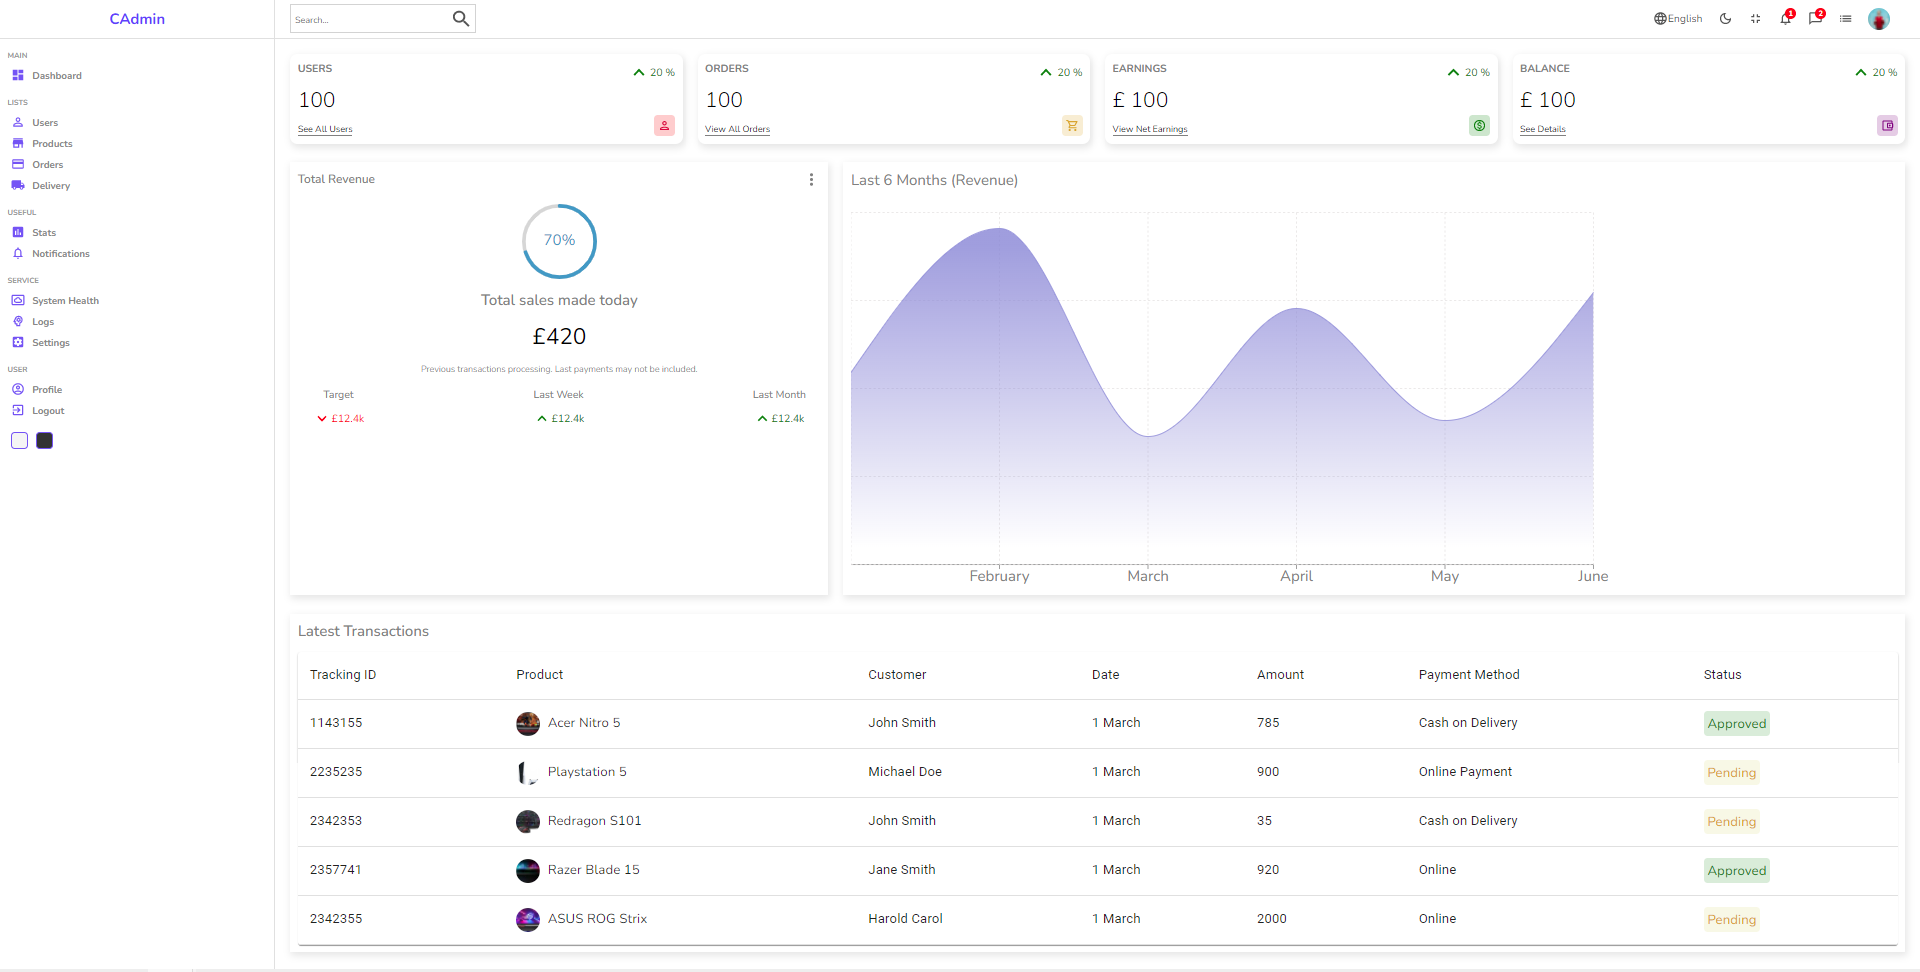 CAdmin
Search...
English
1
2
MAIN
Dashboard
LISTS
Users
Products
Orders
Delivery
USEFUL
Stats
Notifications
SERVICE
System Health
Logs
Settings
USER
Profile
Logout
USERS
20 %
100
See All Users
ORDERS
20 %
100
View All Orders
EARNINGS
20 %
£ 100
View Net Earnings
BALANCE
20 %
£ 100
See Details
Total Revenue
70%
Total sales made today
£420
Previous transactions processing. Last payments may not be included.
Target Last Week Last Month
£12.4k £12.4k £12.4k
Last 6 Months (Revenue)
February March April May June
Latest Transactions
Tracking ID Product Customer Date Amount Payment Method Status
1143155 Acer Nitro 5 John Smith 1 March 785 Cash on Delivery Approved
2235235 Playstation 5 Michael Doe 1 March 900 Online Payment Pending
2342353 Redragon S101 John Smith 1 March 35 Cash on Delivery Pending
2357741 Razer Blade 15 Jane Smith 1 March 920 Online Approved
2342355 ASUS ROG Strix Harold Carol 1 March 2000 Online Pending